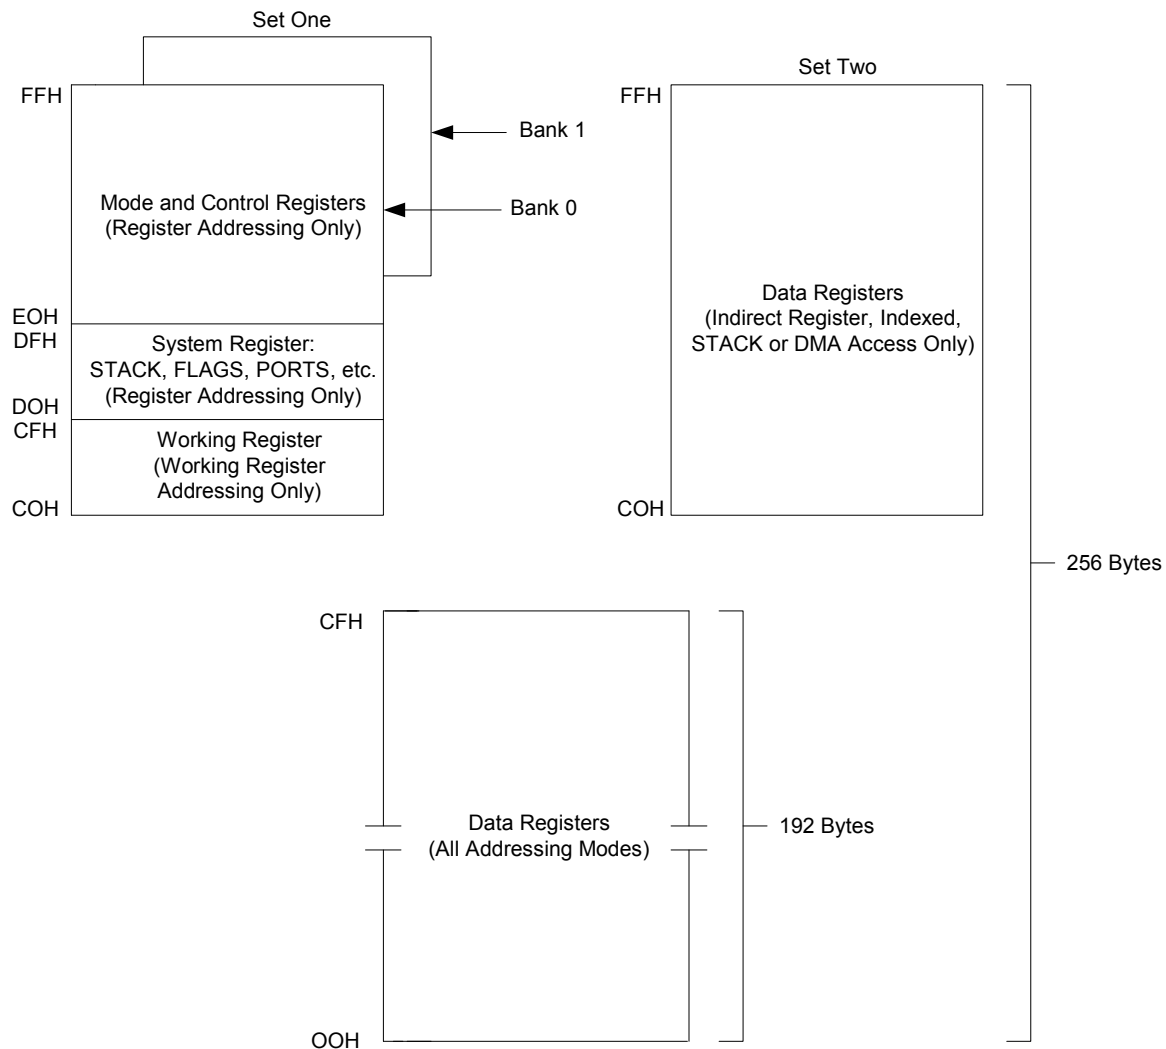 Set One
FFH
Bank 1
Mode and Control Registers
(Register Addressing Only)
Bank 0
EOH
DFH
System Register:
STACK, FLAGS, PORTS, etc.
(Register Addressing Only)
DOH
CFH
Working Register
(Working Register
Addressing Only)
COH
Set Two
FFH
Data Registers
(Indirect Register, Indexed,
STACK or DMA Access Only)
COH
256 Bytes
CFH
Data Registers
(All Addressing Modes)
192 Bytes
OOH